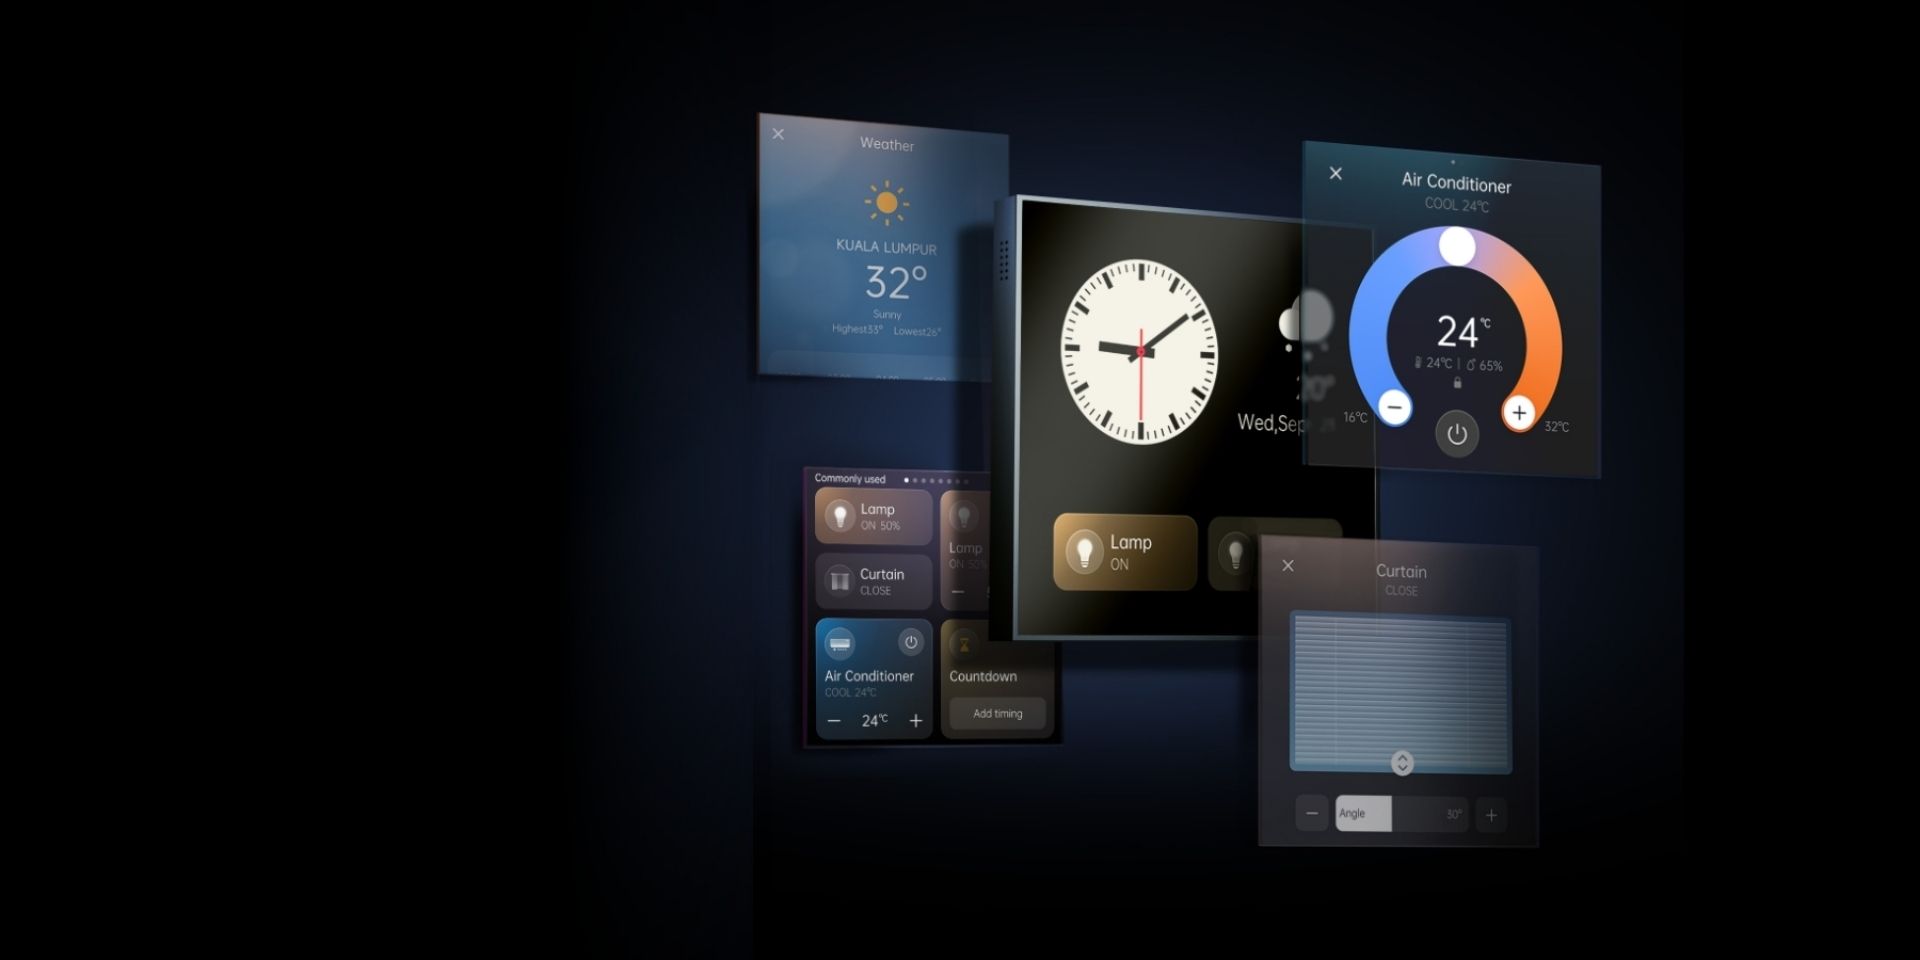 Weather
KUALA LUMPUR
32°
Sunny
Highest33° Lowest26°
Commonly used
Lamp
ON 50%
Lamp
ON 50%
Curtain
CLOSE
Air Conditioner
COOL 24°C
24°C
Countdown
Add timing
Wed,Sep
Lamp
ON
Air Conditioner
COOL 24°C
24°C
24°C | 65%
16°C
32°C
Curtain
CLOSE
Angle
30°